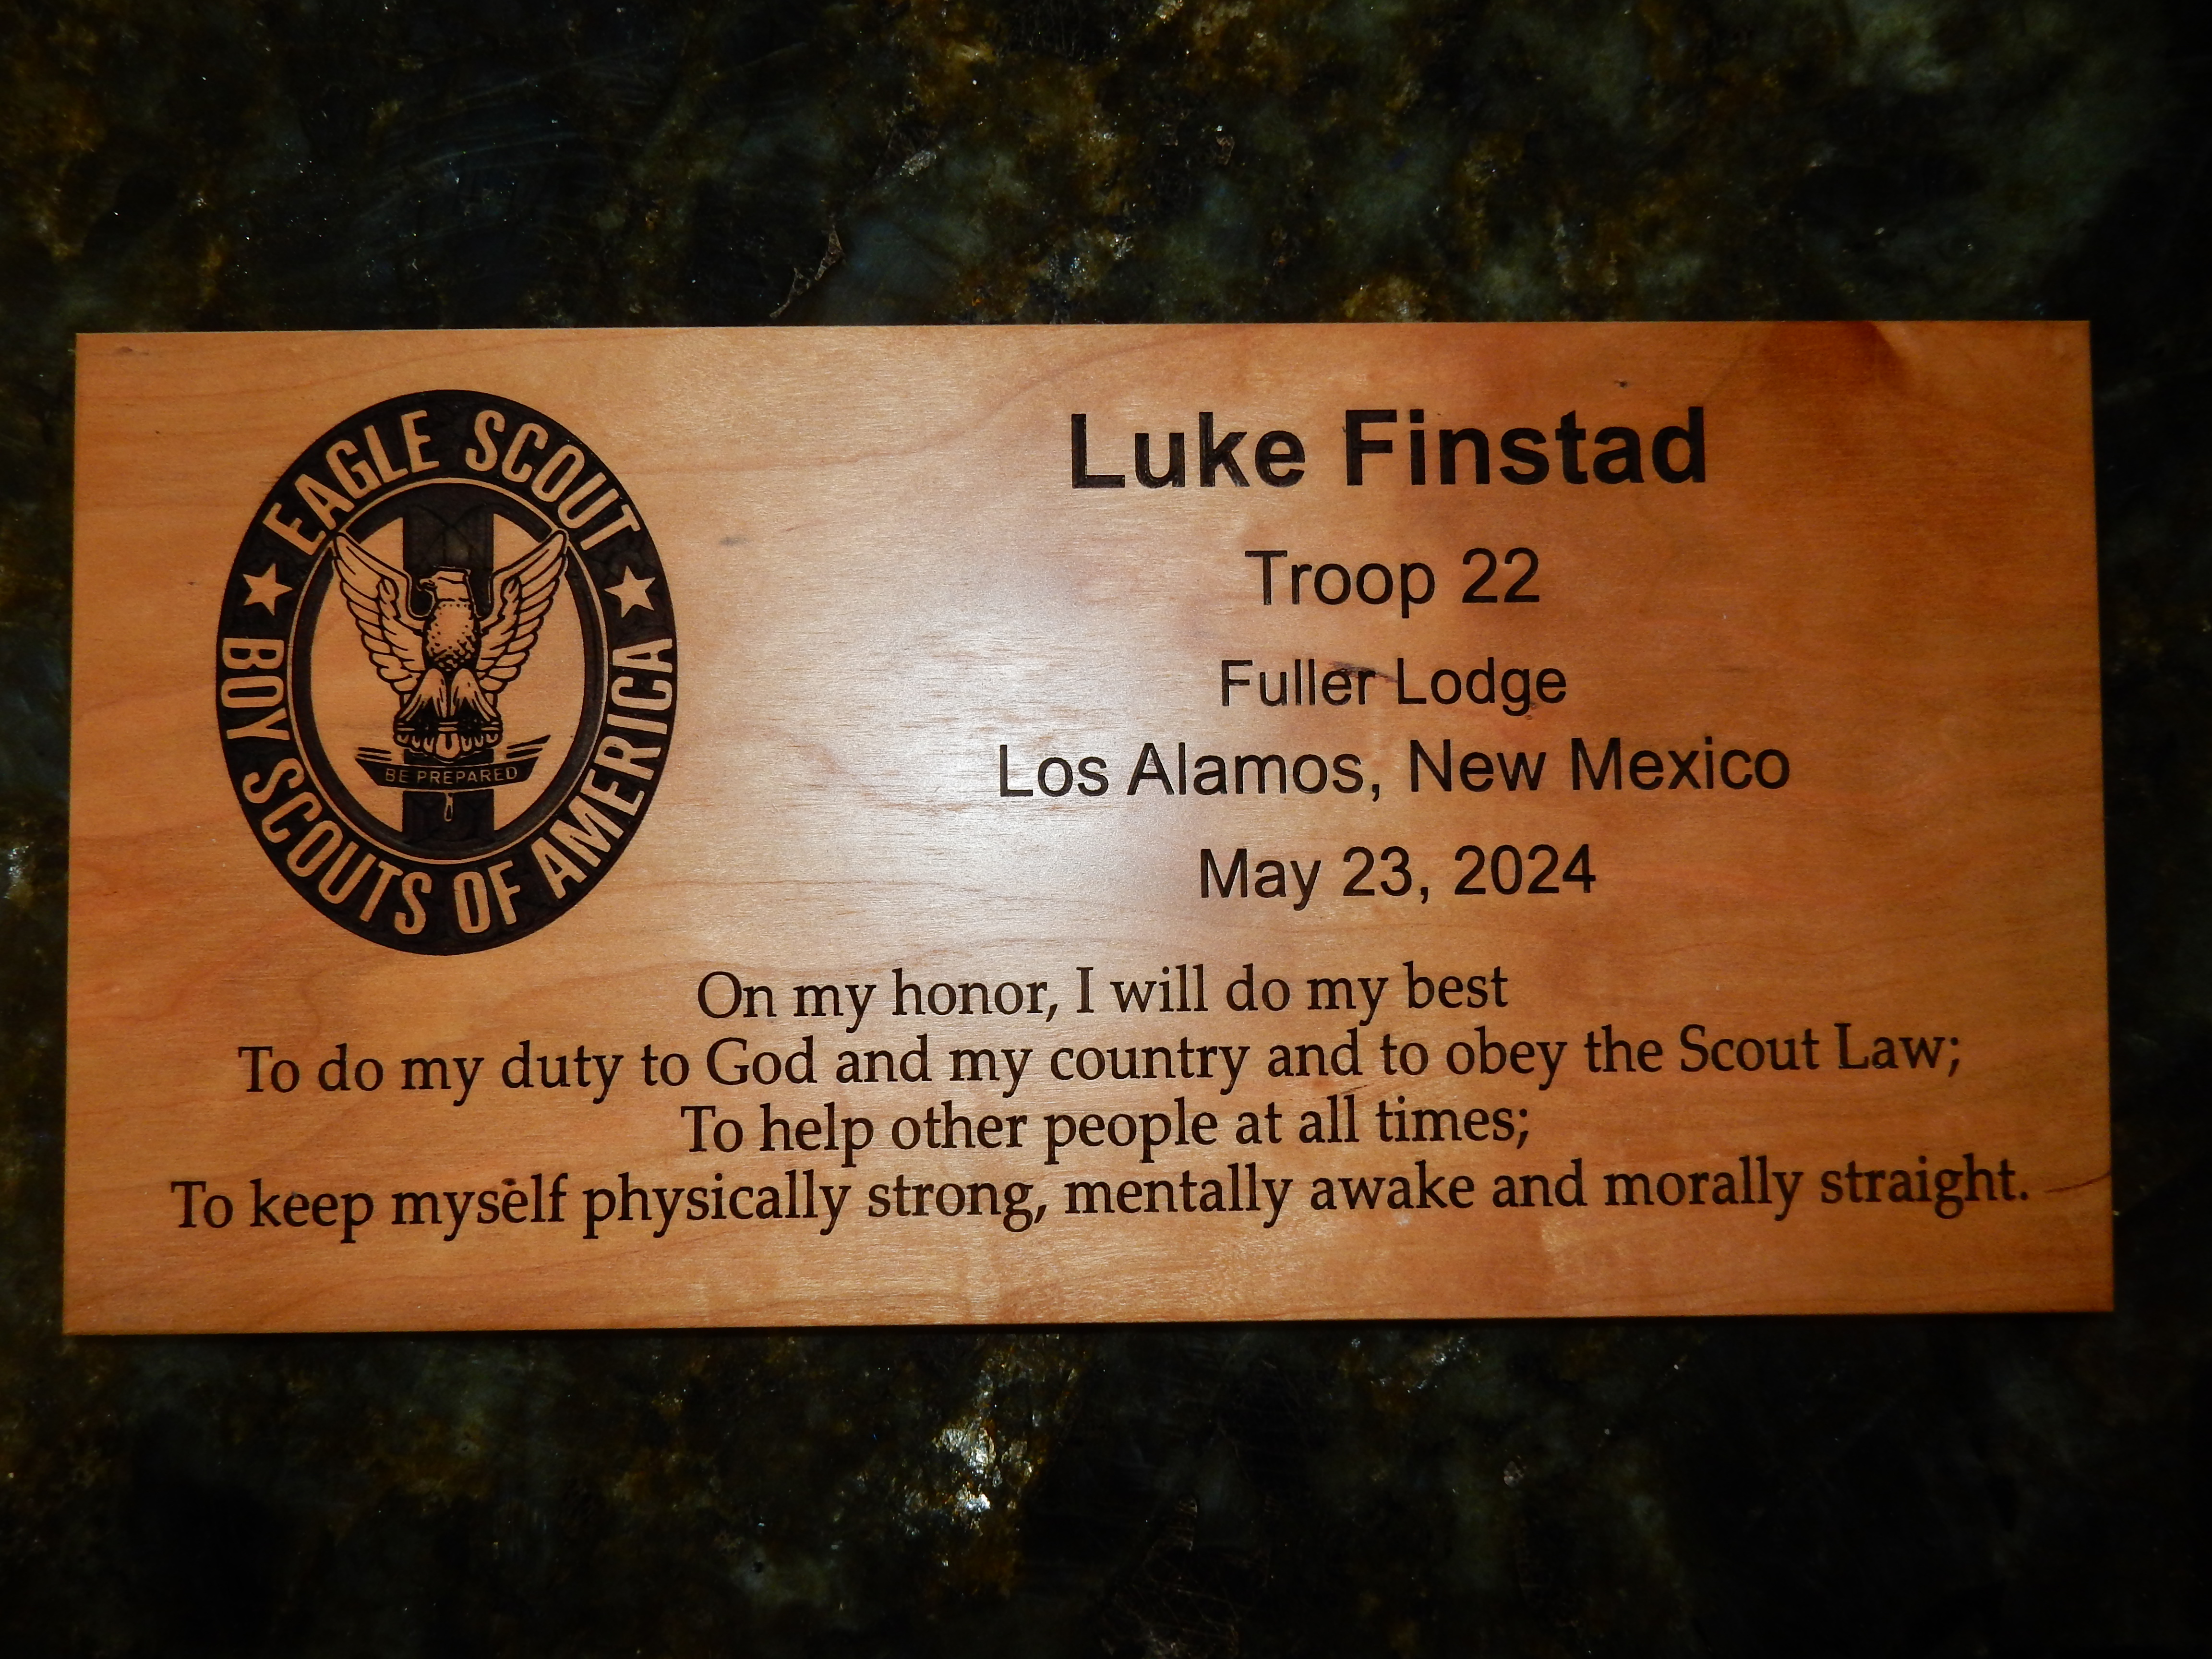 EAGLE SCOUT
BOY SCOUTS OF AMERICA
BE PREPARED
Luke Finstad
Troop 22
Fuller Lodge
Los Alamos, New Mexico
May 23, 2024
On my honor, I will do my best
To do my duty to God and my country and to obey the Scout Law;
To help other people at all times;
To keep myself physically strong, mentally awake and morally straight.